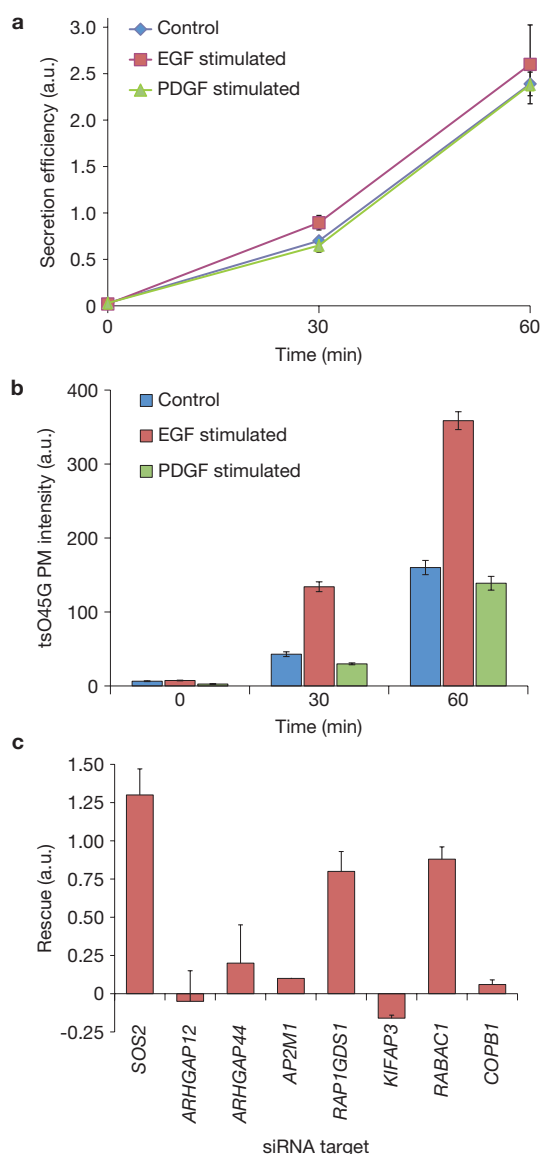 a
Control
EGF stimulated
PDGF stimulated
Secretion efficiency (a.u.)
3.0
2.5
2.0
1.5
1.0
0.5
0
0 30 60
Time (min)
b
Control
EGF stimulated
PDGF stimulated
tsO45G PM intensity (a.u.)
400
300
200
150
100
50
0
0 30 60
Time (min)
c
Rescue (a.u.)
1.50
1.25
1.00
0.75
0.50
0.25
0
-0.25
SOS2
ARHGAP12
ARHGAP44
AP2M1
RAP1GDS1
KIFAP3
RABAC1
COPB1
siRNA target